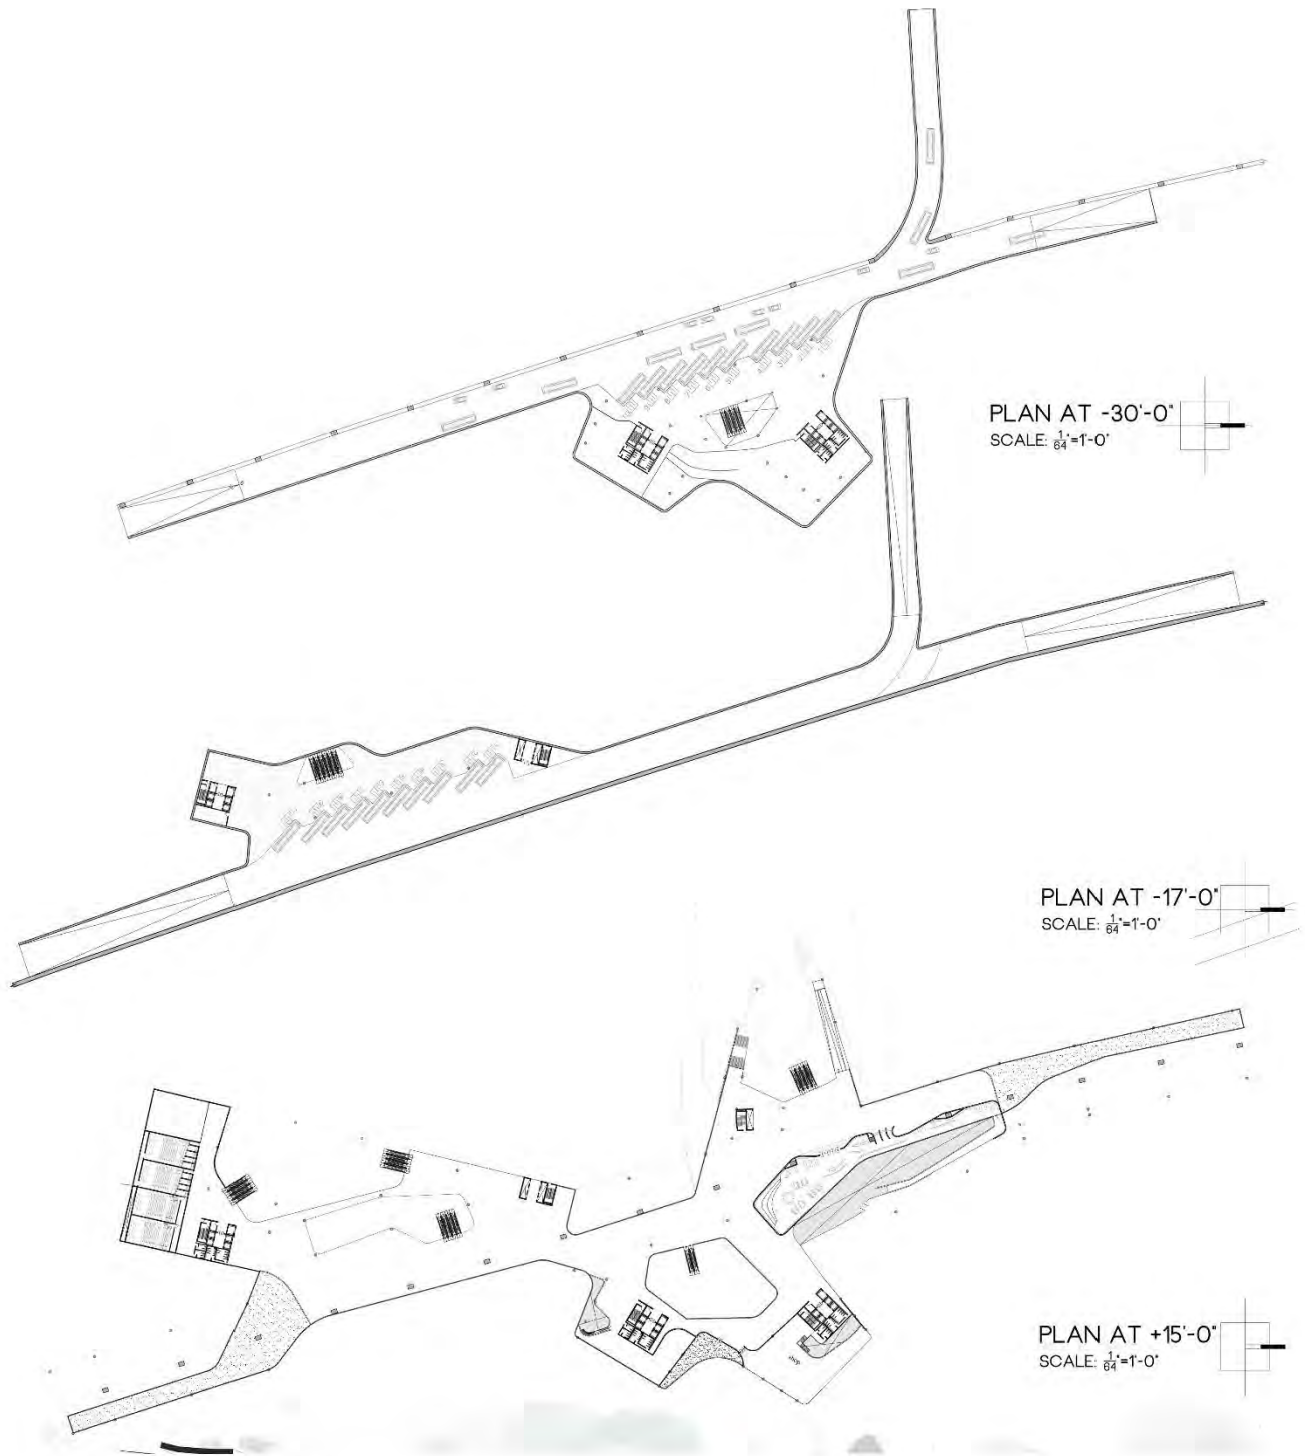 PLAN AT -30'-0"
SCALE: 1/64"=1'-0"
PLAN AT -17'-0"
SCALE: 1/64"=1'-0"
shop
PLAN AT +15'-0"
SCALE: 1/64"=1'-0"